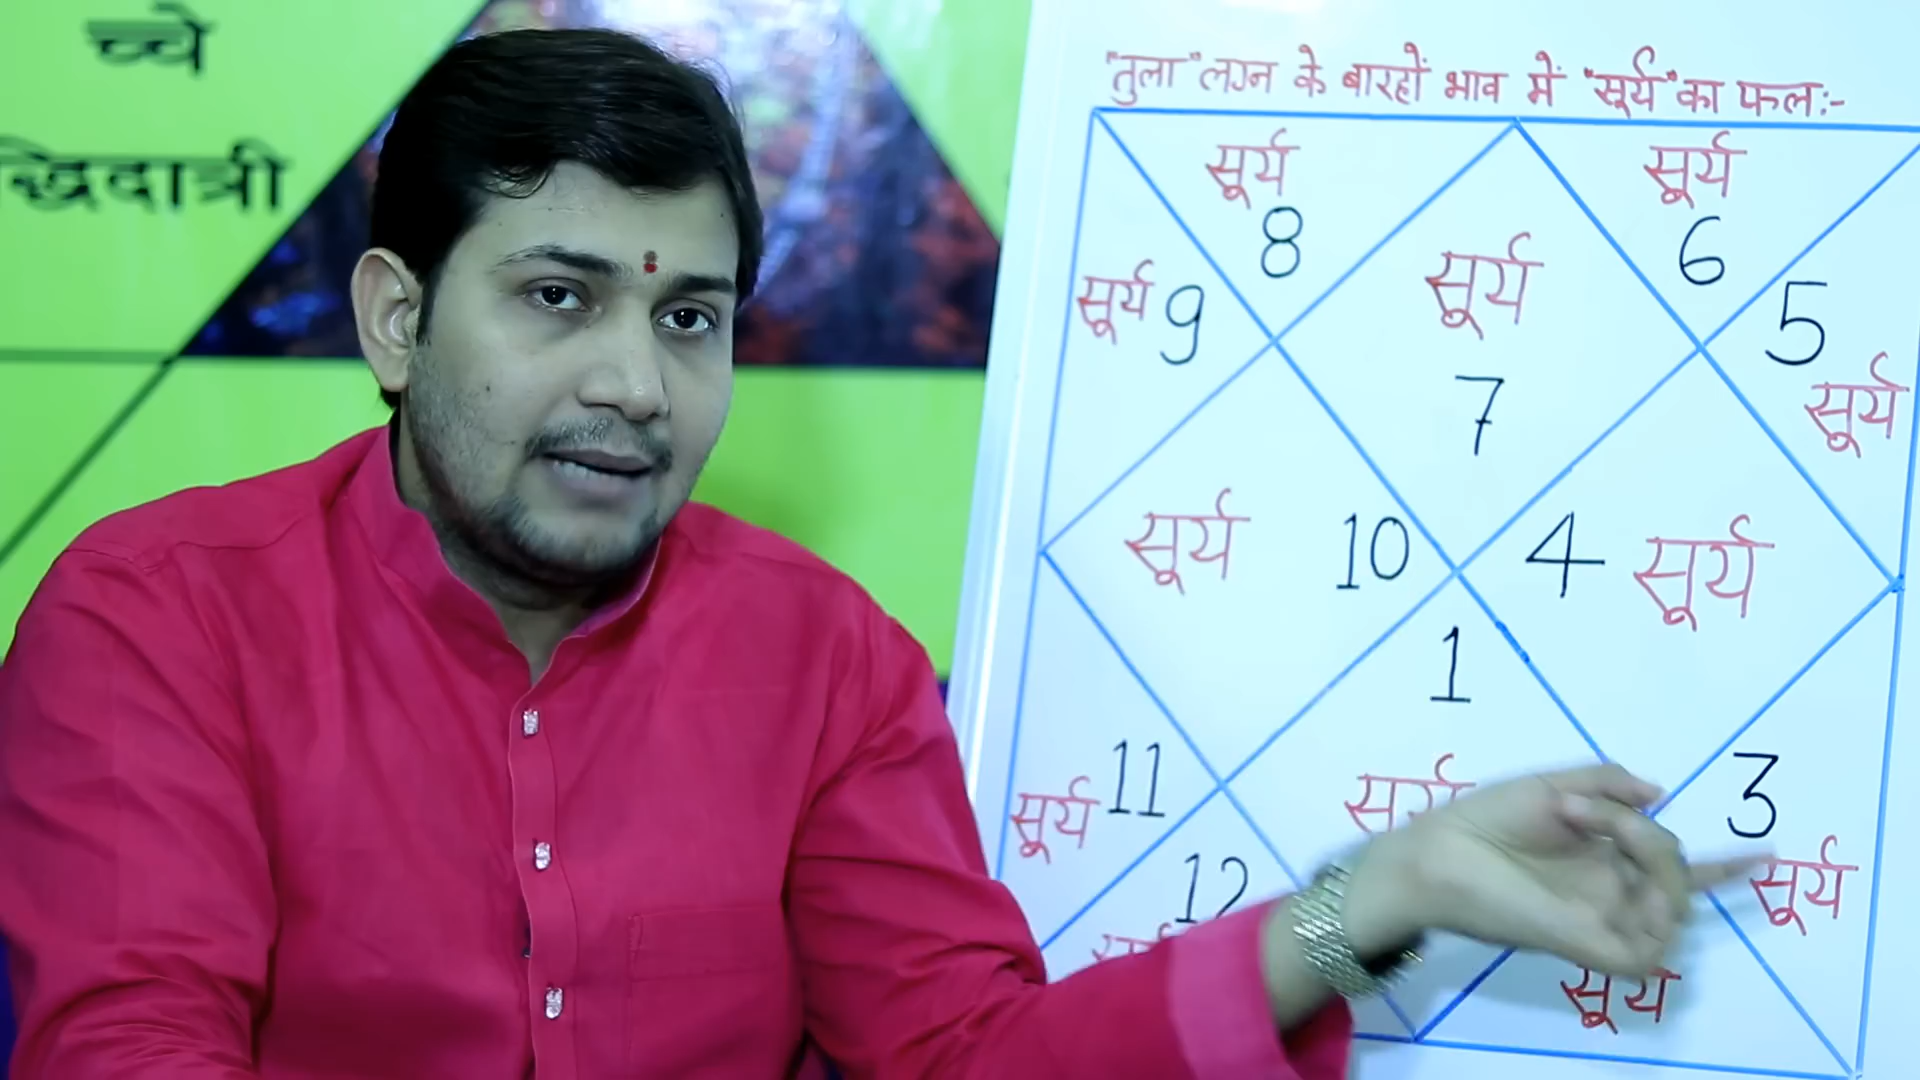 च्चे
द्धिदात्री
"तुला" लग्न के बारहों भाव में "सूर्य" का फल:-
सूर्य
8
सूर्य
6
सूर्य 9
सूर्य
7
5
सूर्य
सूर्य 10
4 सूर्य
1
सूर्य
सूर्य 11
12
3
सूर्य
सूर्य